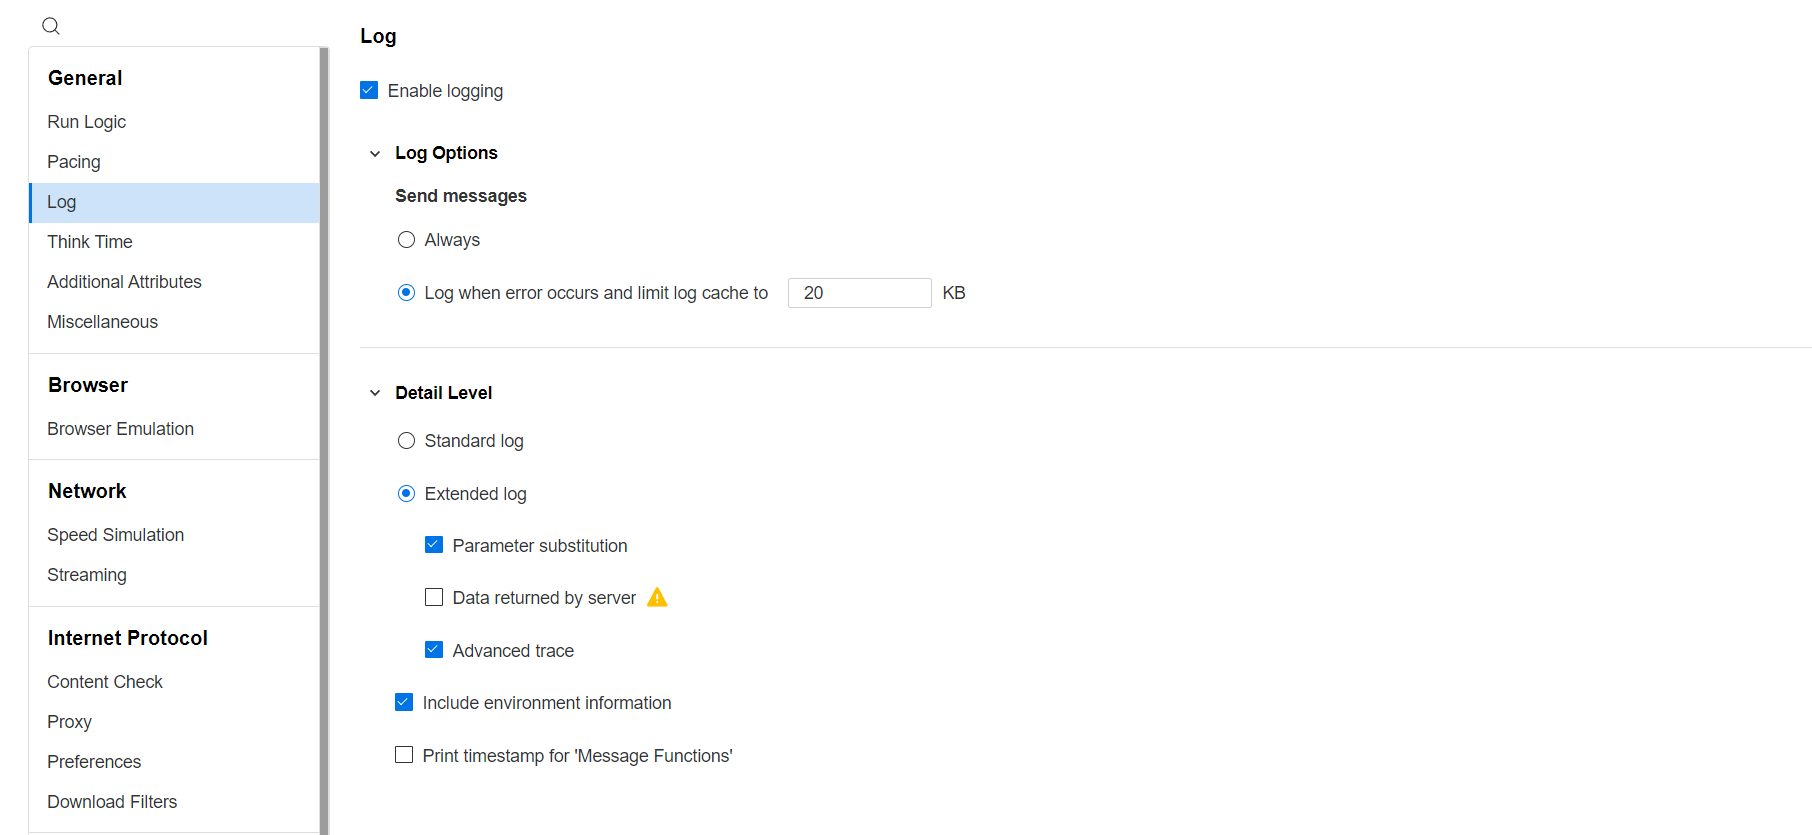 General
Run Logic
Pacing
Log
Think Time
Additional Attributes
Miscellaneous
Browser
Browser Emulation
Network
Speed Simulation
Streaming
Internet Protocol
Content Check
Proxy
Preferences
Download Filters
Log
Enable logging
Log Options
Send messages
Always
Log when error occurs and limit log cache to 20 KB
Detail Level
Standard log
Extended log
Parameter substitution
Data returned by server
Advanced trace
Include environment information
Print timestamp for 'Message Functions'